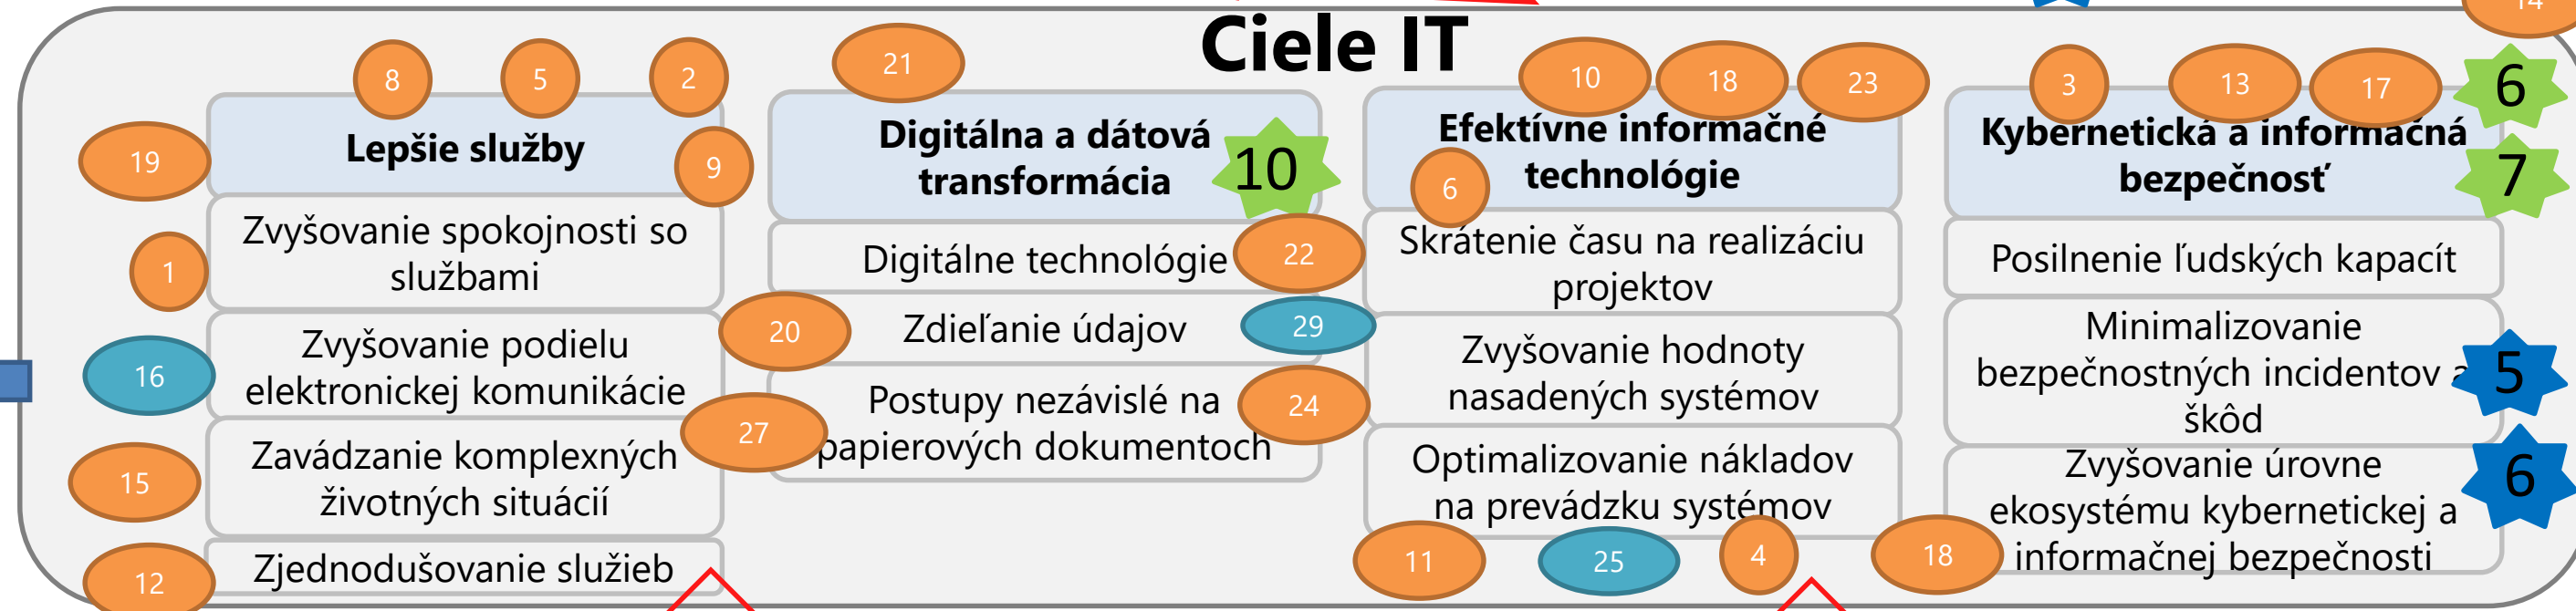 Ciele IT
14
8
5
2
19
Lepšie služby
9
1
Zvyšovanie spokojnosti so
službami
16
Zvyšovanie podielu
elektronickej komunikácie
15
Zavádzanie komplexných
životných situácií
12
Zjednodušovanie služieb
21
Digitálna a dátová
transformácia
10
Digitálne technológie
22
20
Zdieľanie údajov
29
27
Postupy nezávislé na
papierových dokumentoch
24
10
18
23
Efektívne informačné
technológie
6
Skrátenie času na realizáciu
projektov
Zvyšovanie hodnoty
nasadených systémov
Optimalizovanie nákladov
na prevádzku systémov
11
25
4
18
3
13
17
6
Kybernetická a informačná
bezpečnosť
7
Posilnenie ľudských kapacít
Minimalizovanie
bezpečnostných incidentov a
škôd
5
Zvyšovanie úrovne
ekosystému kybernetickej a
informačnej bezpečnosti
6